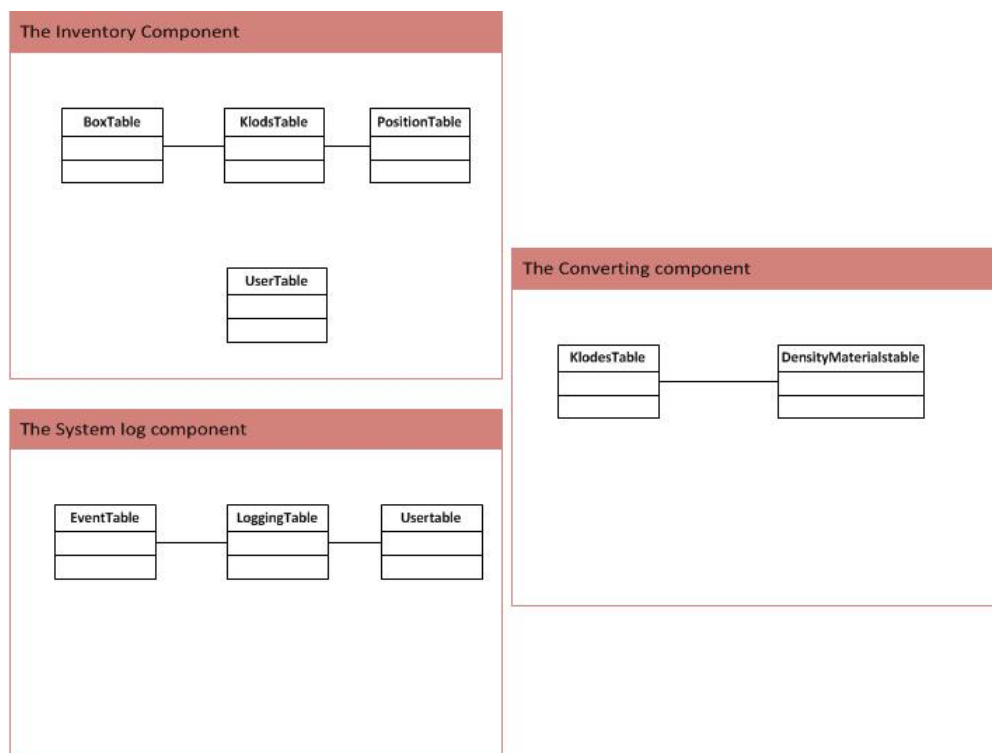 The Inventory Component
BoxTable
KlodsTable
PositionTable
UserTable
The Converting component
KlodesTable
DensityMaterialstable
The System log component
EventTable
LoggingTable
Usertable